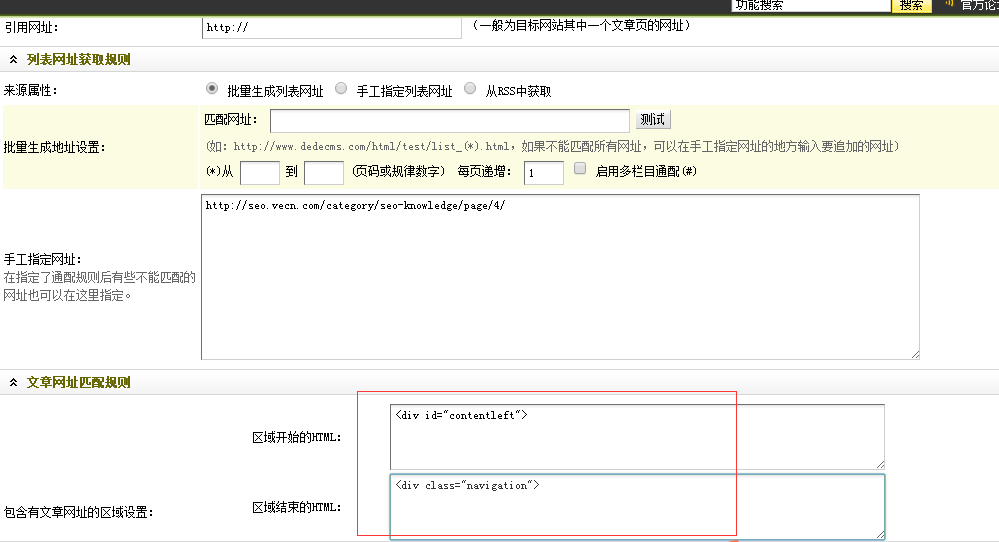 功能搜索 搜索 官方论
引用网址： http:// （一般为目标网站其中一个文章页的网址）
列表网址获取规则
来源属性： 批量生成列表网址 手工指定列表网址 从RSS中获取
匹配网址： 测试
批量生成地址设置：
(如：http://www.dedecms.com/html/test/list_(*).html，如果不能匹配所有网址，可以在手工指定网址的地方输入要追加的网址)
(*)从 到 (页码或规律数字) 每页递增： 1 启用多栏目通配(#)
http://seo.vecn.com/category/seo-knowledge/page/4/
手工指定网址：
在指定了通配规则后有些不能匹配的
网址也可以在这里指定。
文章网址匹配规则
<div id="contentleft">
区域开始的HTML：
<div class="navigation">
区域结束的HTML：
包含有文章网址的区域设置：